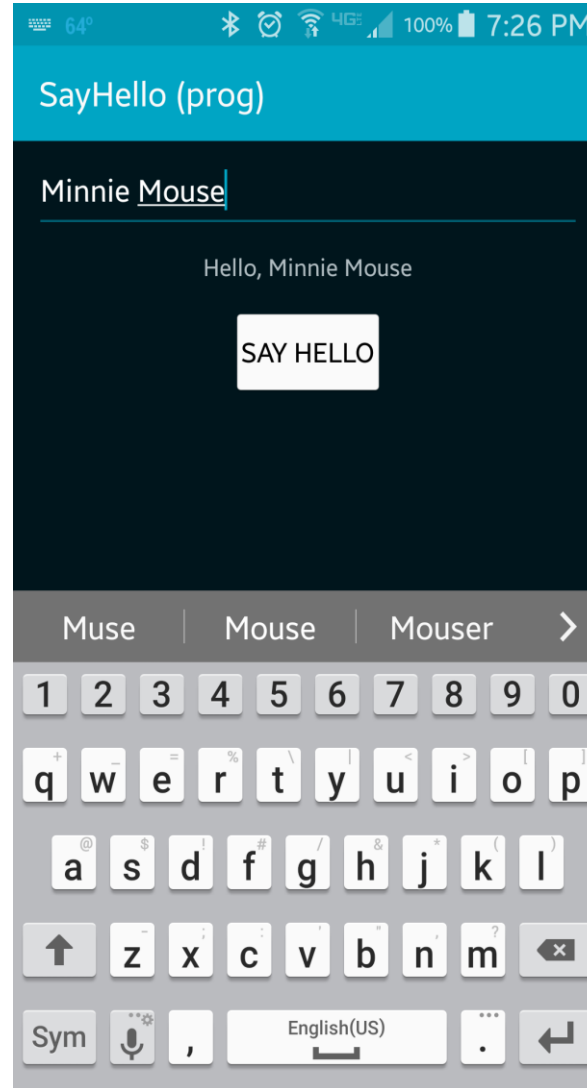 64° 4G 100% 7:26 PM
SayHello (prog)
Minnie Mouse
Hello, Minnie Mouse
SAY HELLO
Muse Mouse Mouser >
1 2 3 4 5 6 7 8 9 0
+ _ = % \ | < > [ ]
q w e r t y u i o p
@ $ ! # / & * ( )
a s d f g h j k l
- ; : ' " , ?
z x c v b n m
Sym , English(US) .